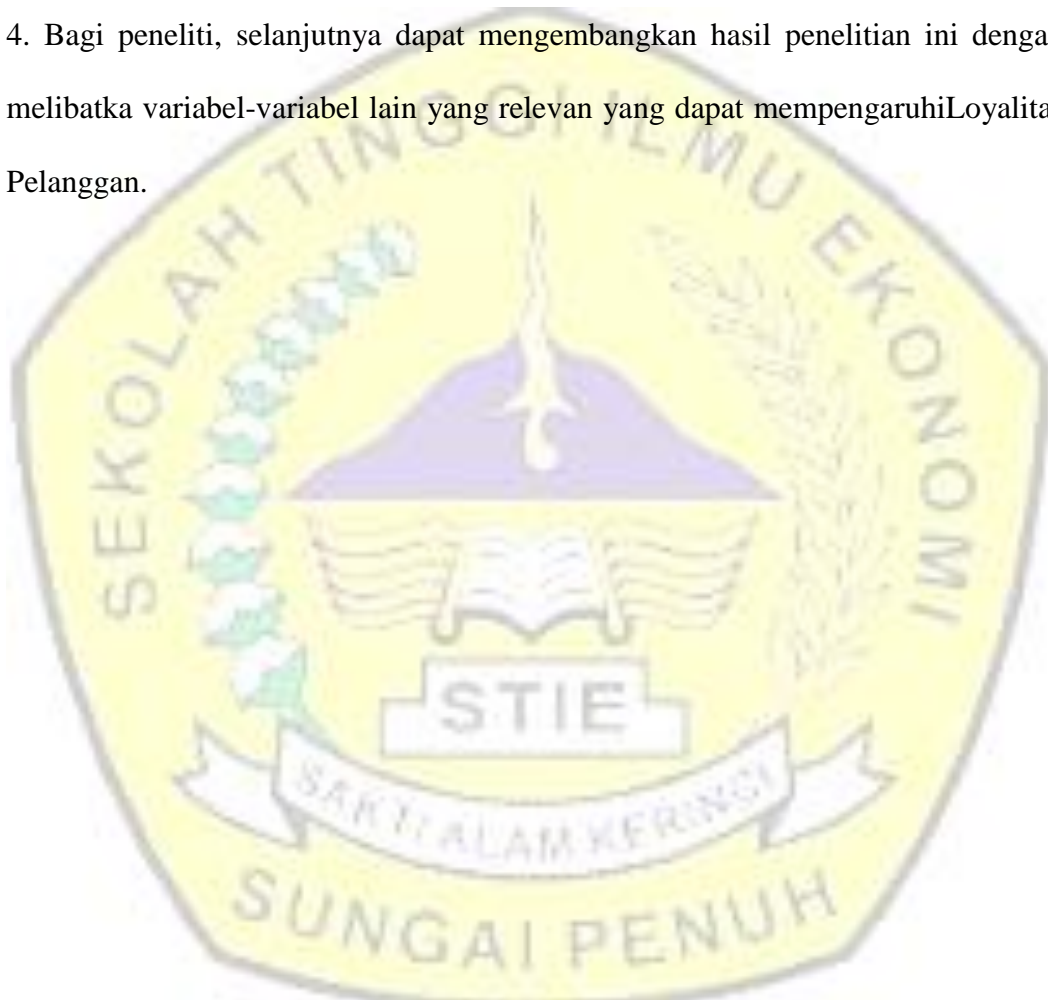 4. Bagi peneliti, selanjutnya dapat mengembangkan hasil penelitian ini denga
melibatka variabel-variabel lain yang relevan yang dapat mempengaruhiLoyalita
Pelanggan.
SEKOLAH TINGGI ILMU EKONOMI
STIE
SAKTI ALAM KERINCI
SUNGAI PENUH